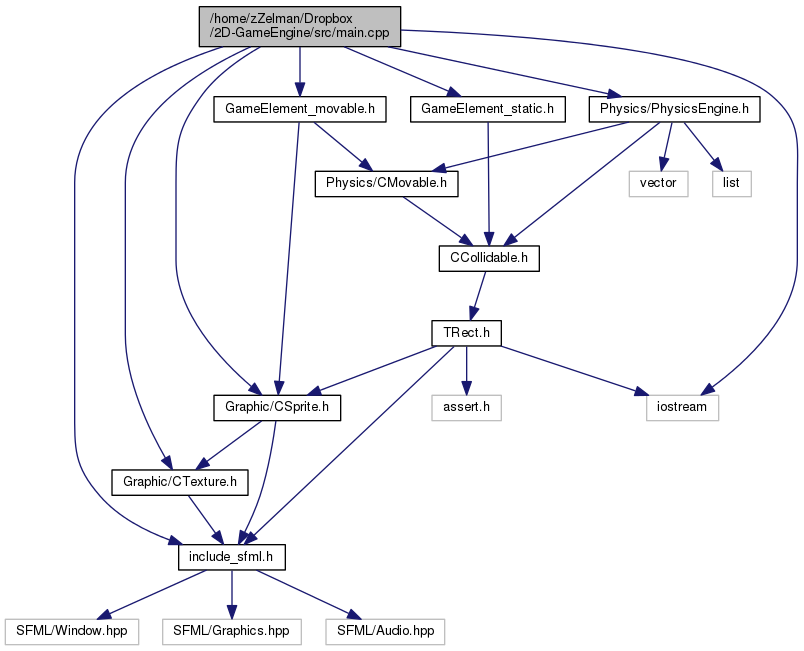 /home/zZelman/Dropbox
/2D-GameEngine/src/main.cpp
GameElement_movable.h
GameElement_static.h
Physics/PhysicsEngine.h
Physics/CMovable.h
vector
list
CCollidable.h
TRect.h
Graphic/CSprite.h
assert.h
iostream
Graphic/CTexture.h
include_sfml.h
SFML/Window.hpp
SFML/Graphics.hpp
SFML/Audio.hpp